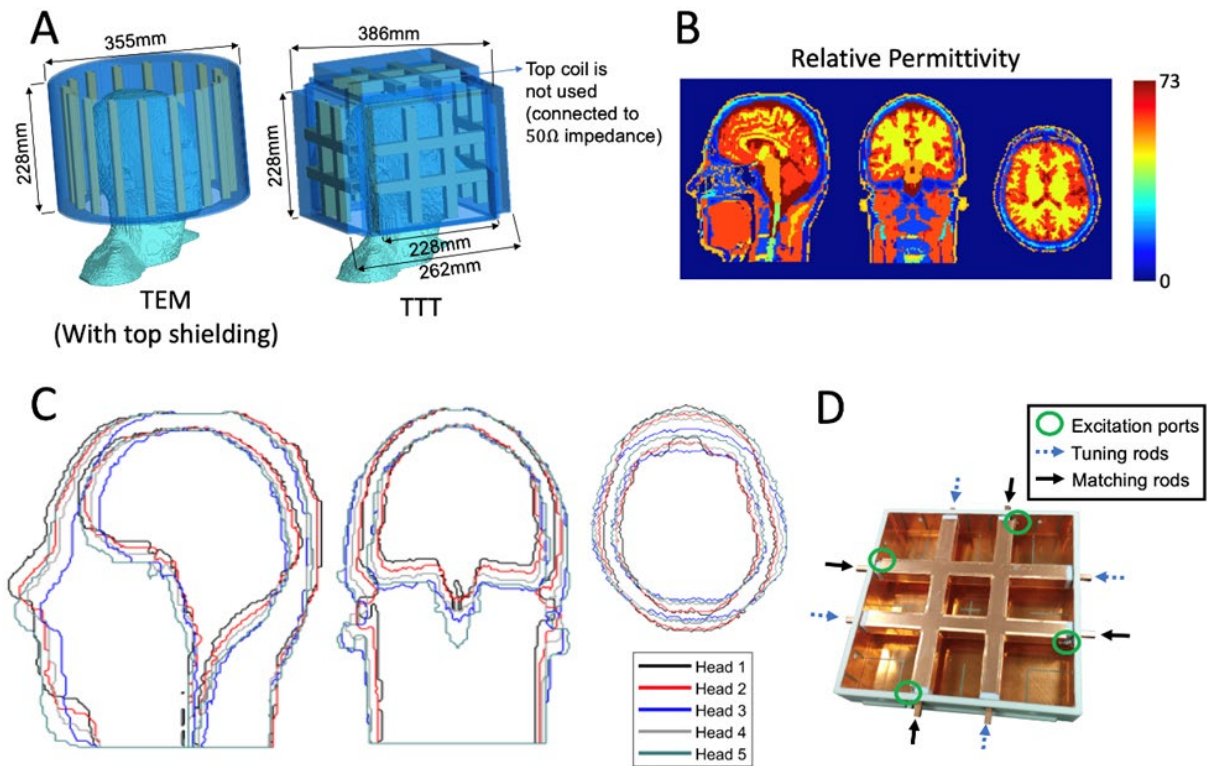 A
355mm
228mm
TEM
(With top shielding)
386mm
228mm
228mm
262mm
TTT
Top coil is
not used
(connected to
50Ω impedance)
B
Relative Permittivity
73
0
C
Head 1
Head 2
Head 3
Head 4
Head 5
D
Excitation ports
Tuning rods
Matching rods